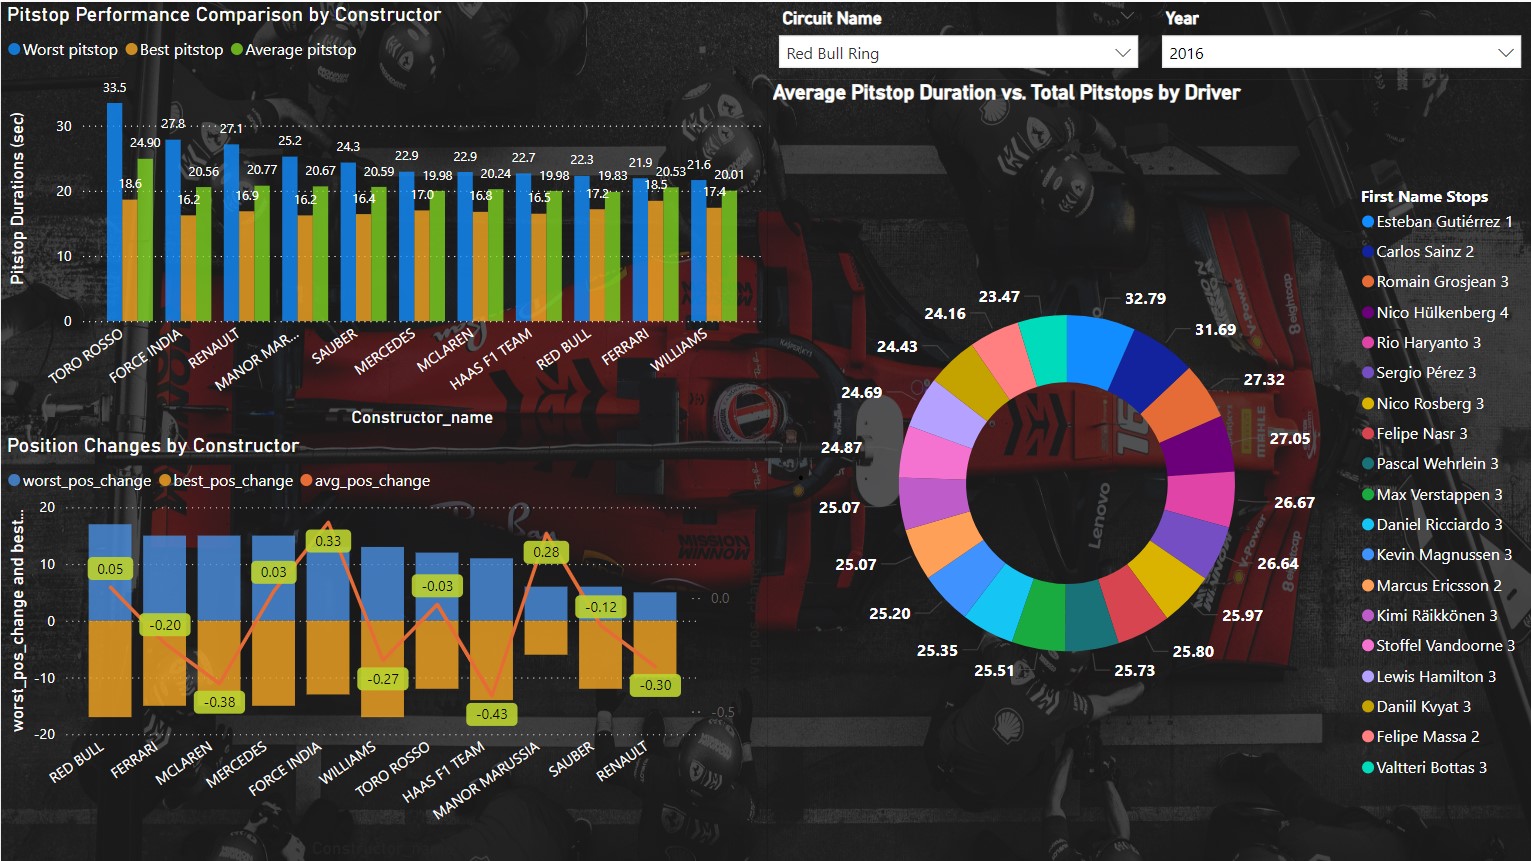 Pitstop Performance Comparison by Constructor
Worst pitstop Best pitstop Average pitstop
Pitstop Durations (sec)
30
20
10
0
33.5 18.6 24.90
27.8 16.2 20.56
27.1 16.9 20.77
25.2 16.2 20.67
24.3 16.4 20.59
22.9 17.0 19.98
22.9 16.8 20.24
22.7 16.5 19.98
22.3 17.2 19.83
21.9 18.5 20.53
21.6 17.4 20.01
TORO ROSSO
FORCE INDIA
RENAULT
MANOR MAR...
SAUBER
MERCEDES
MCLAREN
HAAS F1 TEAM
RED BULL
FERRARI
WILLIAMS
Constructor_name
Position Changes by Constructor
worst_pos_change best_pos_change avg_pos_change
worst_pos_change and best...
20
10
0
-10
-20
0.05
-0.20
-0.38
0.03
0.33
-0.27
-0.03
-0.43
0.28
-0.12
-0.30
0.0
-0.5
RED BULL
FERRARI
MCLAREN
MERCEDES
FORCE INDIA
WILLIAMS
TORO ROSSO
HAAS F1 TEAM
MANOR MARUSSIA
SAUBER
RENAULT
Constructor_name
Circuit Name
Red Bull Ring
Year
2016
Average Pitstop Duration vs. Total Pitstops by Driver
32.79
31.69
27.32
27.05
26.67
26.64
25.97
25.80
25.73
25.51
25.35
25.20
25.07
25.07
24.87
24.69
24.43
24.16
23.47
First Name Stops
Esteban Gutiérrez 1
Carlos Sainz 2
Romain Grosjean 3
Nico Hülkenberg 4
Rio Haryanto 3
Sergio Pérez 3
Nico Rosberg 3
Felipe Nasr 3
Pascal Wehrlein 3
Max Verstappen 3
Daniel Ricciardo 3
Kevin Magnussen 3
Marcus Ericsson 2
Kimi Räikkönen 3
Stoffel Vandoorne 3
Lewis Hamilton 3
Daniil Kvyat 3
Felipe Massa 2
Valtteri Bottas 3
Lenovo
16
MISSION
MINNOW
V-Power
8 eightcap
MAHLE